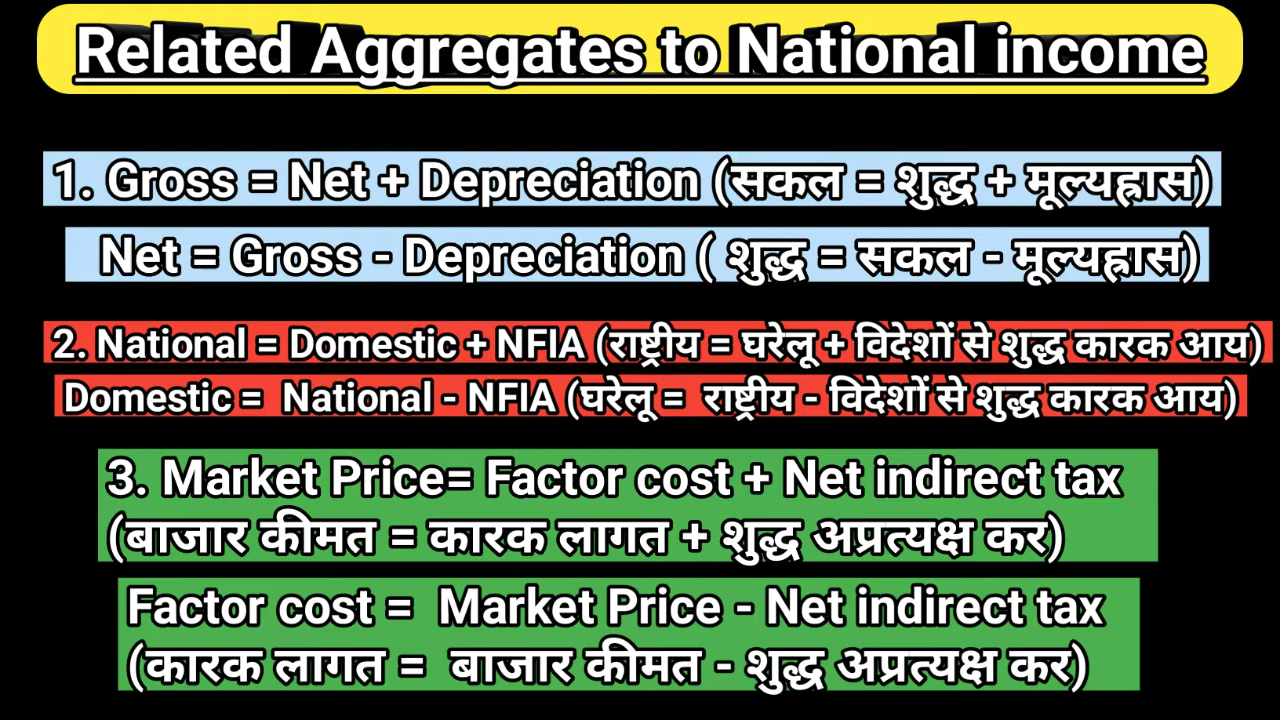 Related Aggregates to National income
1. Gross = Net + Depreciation (सकल = शुद्ध + मूल्यह्रास)
Net = Gross - Depreciation ( शुद्ध = सकल - मूल्यह्रास)
2. National = Domestic + NFIA (राष्ट्रीय = घरेलू + विदेशों से शुद्ध कारक आय)
Domestic = National - NFIA (घरेलू = राष्ट्रीय - विदेशों से शुद्ध कारक आय)
3. Market Price= Factor cost + Net indirect tax
(बाजार कीमत = कारक लागत + शुद्ध अप्रत्यक्ष कर)
Factor cost = Market Price - Net indirect tax
(कारक लागत = बाजार कीमत - शुद्ध अप्रत्यक्ष कर)